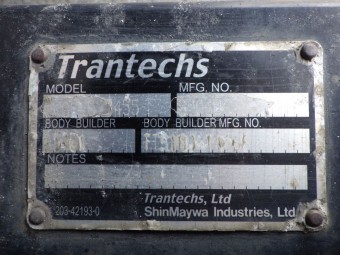 Trantechs
MODEL MFG. NO.
BODY BUILDER BODY BUILDER MFG. NO.
NOTES
Trantechs, Ltd
203-42193-0 ShinMaywa Industries, Ltd